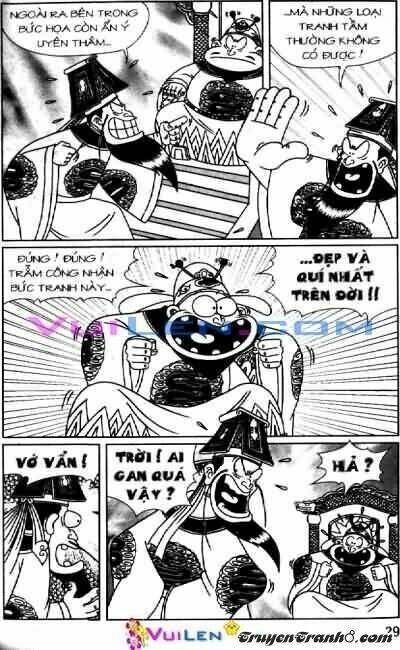 NGOÀI RA BÊN TRONG
BỨC HỌA CÒN ẨN Ý
UYÊN THÂM...
...MÀ NHỮNG LOẠI
TRANH TẦM
THƯỜNG KHÔNG
CÓ ĐƯỢC!
ĐÚNG! ĐÚNG!
TRẪM CÔNG NHẬN
BỨC TRANH NÀY...
...ĐẸP VÀ
QUÍ NHẤT
TRÊN ĐỜI!!
VuiLen.com
VỚ VẨN!
TRỜI! AI
GAN QUÁ
VẬY?
HẢ?
29
VuiLen
TruyenTranh8.com